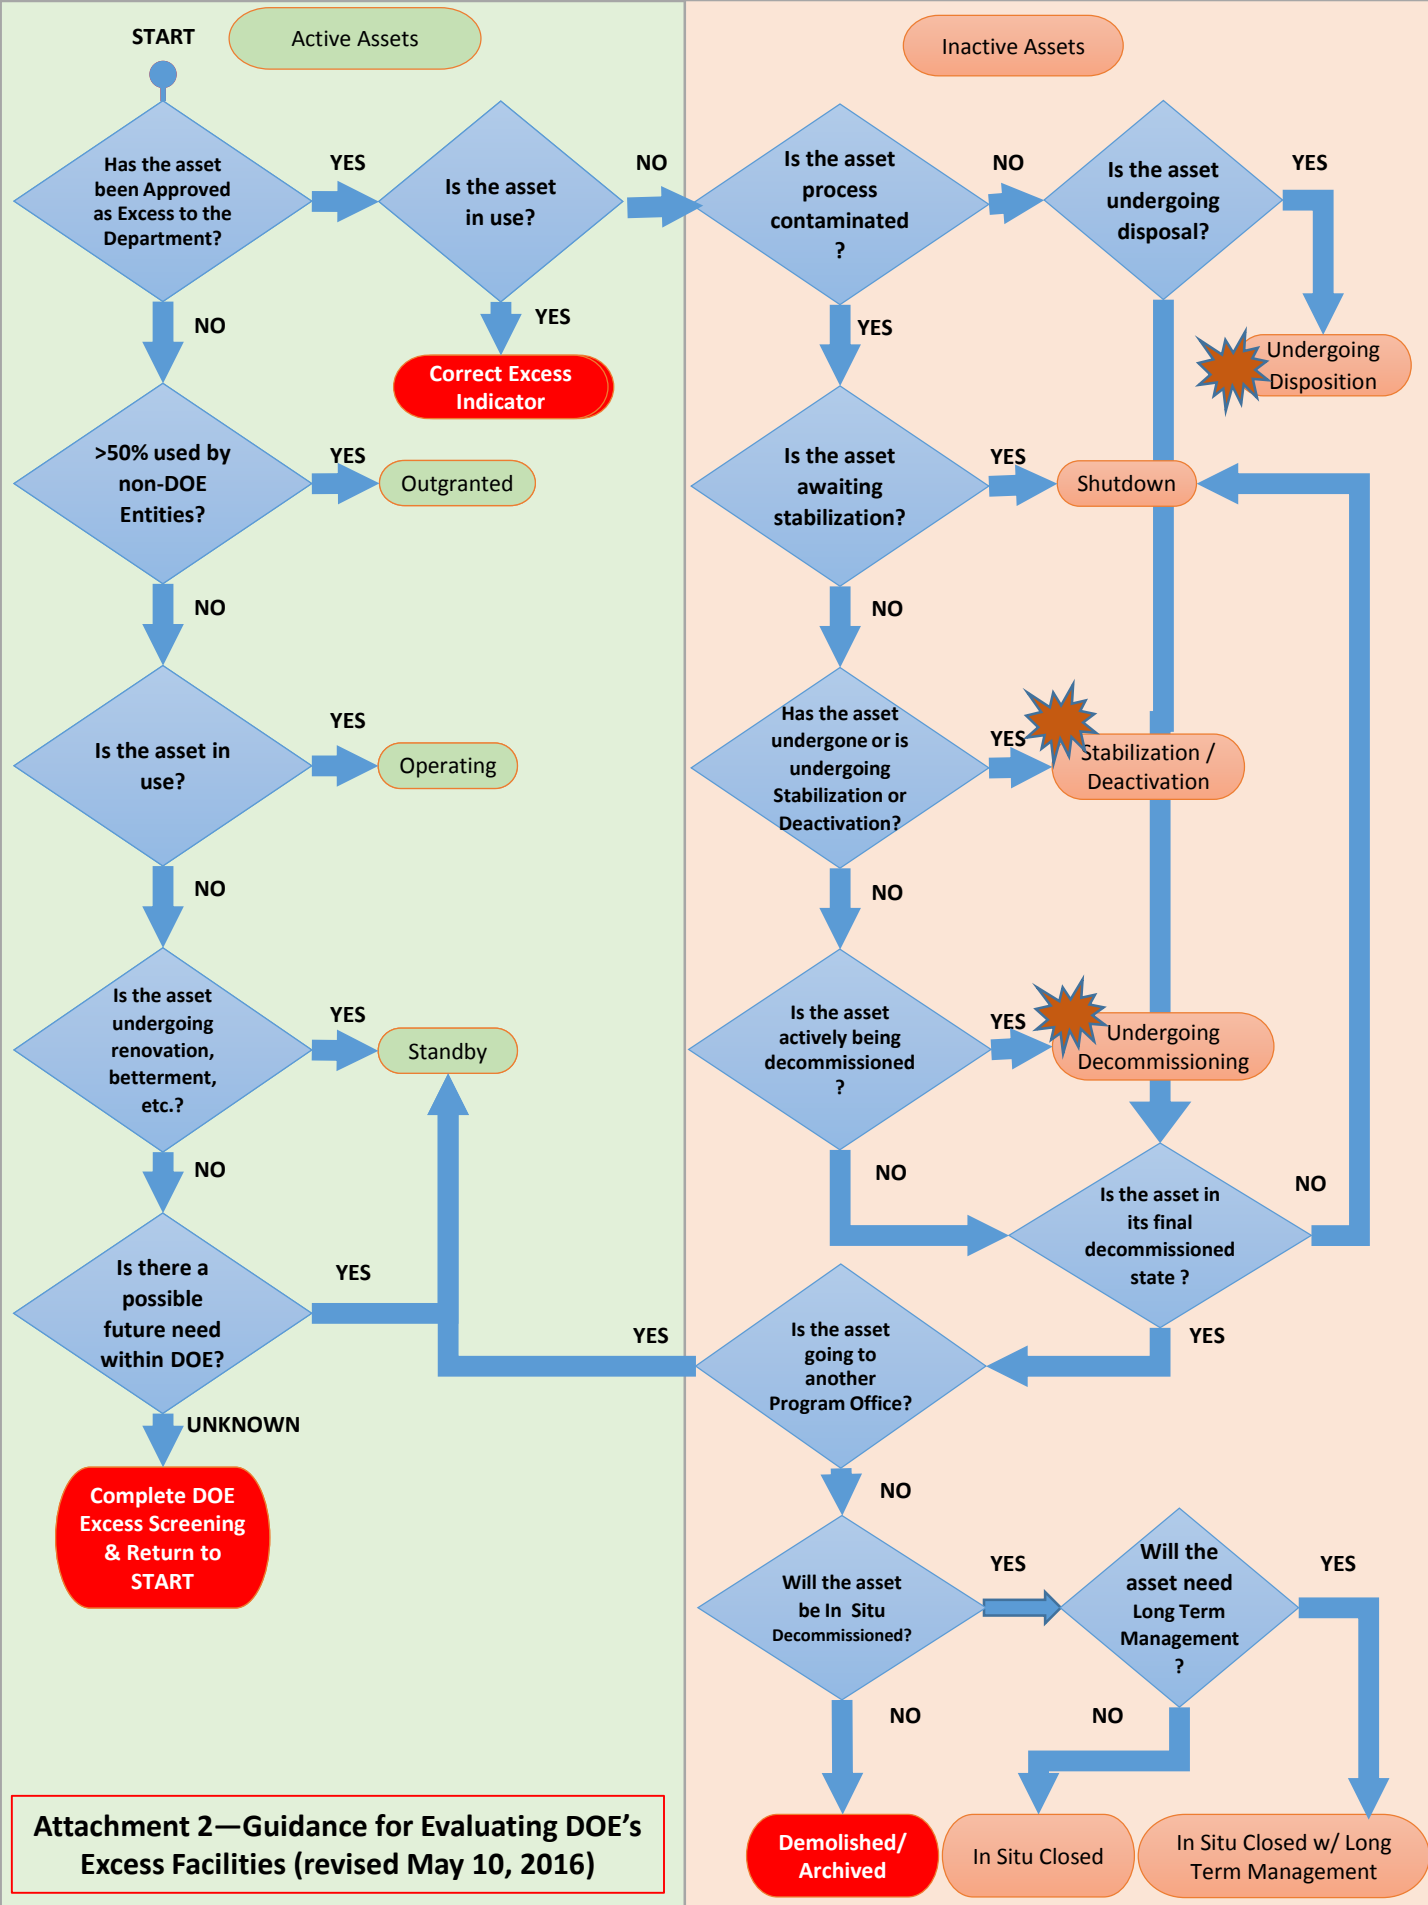 START
Active Assets
Has the asset
been Approved
as Excess to the
Department?
YES
Is the asset
in use?
NO
YES
Correct Excess
Indicator
NO
>50% used by
non-DOE
Entities?
YES
Outgranted
NO
Is the asset in
use?
YES
Operating
NO
Is the asset
undergoing
renovation,
betterment,
etc.?
YES
Standby
NO
Is there a
possible
future need
within DOE?
YES
UNKNOWN
Complete DOE
Excess Screening
& Return to
START
Attachment 2—Guidance for Evaluating DOE's
Excess Facilities (revised May 10, 2016)
Inactive Assets
Is the asset
process
contaminated
?
NO
Is the asset
undergoing
disposal?
YES
Undergoing
Disposition
YES
Is the asset
awaiting
stabilization?
YES
Shutdown
NO
Has the asset
undergone or is
undergoing
Stabilization or
Deactivation?
YES
Stabilization /
Deactivation
NO
Is the asset
actively being
decommissioned
?
YES
Undergoing
Decommissioning
NO
Is the asset in
its final
decommissioned
state ?
NO
YES
Is the asset
going to
another
Program Office?
YES
NO
Will the asset
be In Situ
Decommissioned?
YES
Will the
asset need
Long Term
Management
?
YES
NO
NO
Demolished/
Archived
In Situ Closed
In Situ Closed w/ Long
Term Management